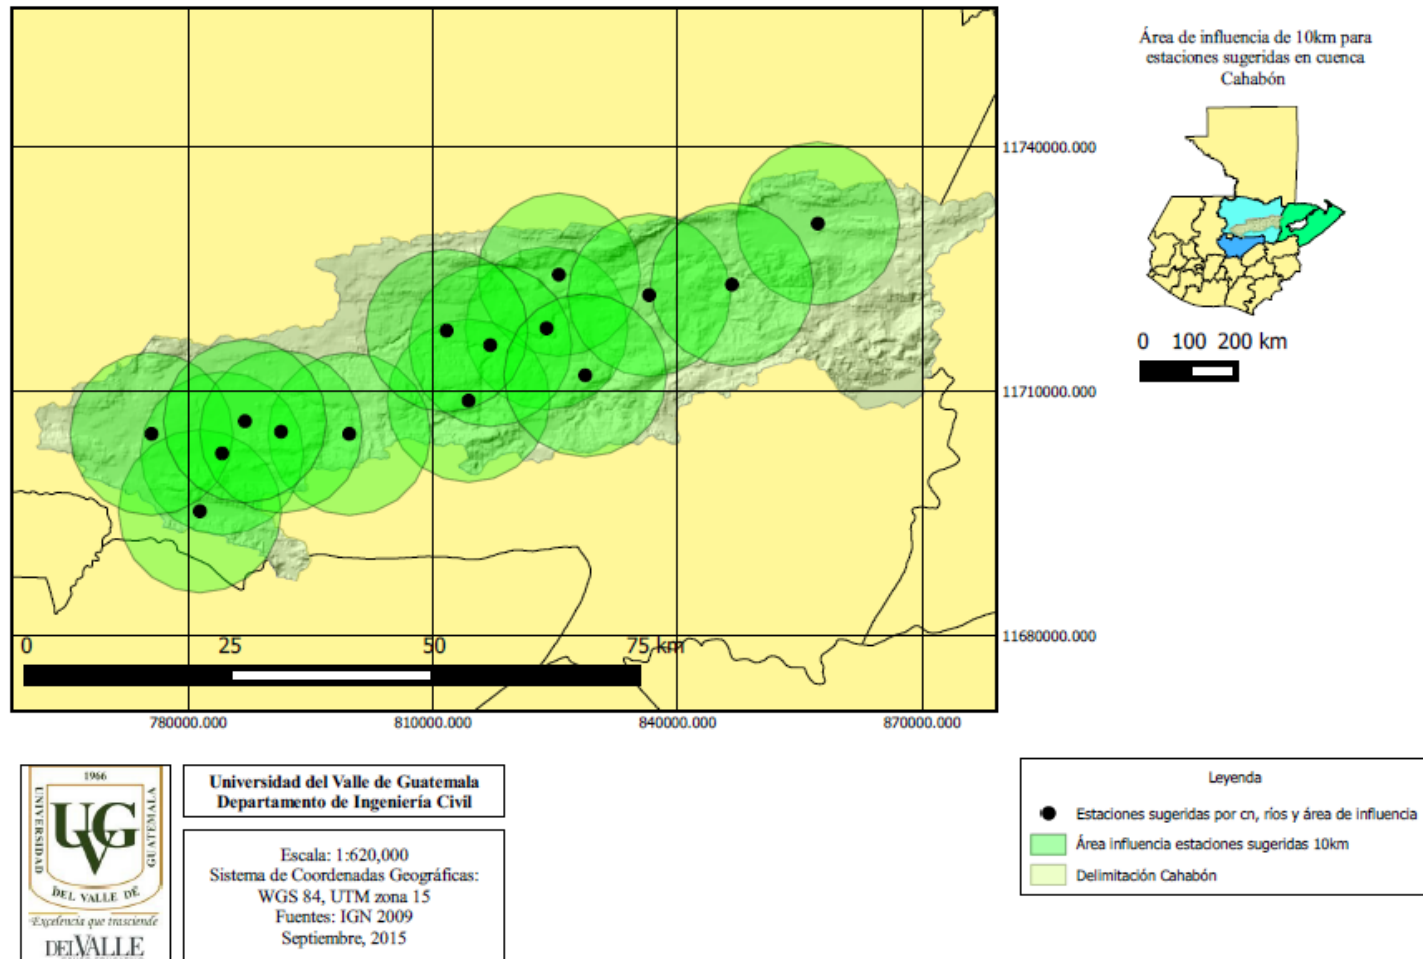 Área de influencia de 10km para
estaciones sugeridas en cuenca
Cahabón
11740000.000
0 100 200 km
11710000.000
11680000.000
0 25 50 75 km
780000.000 810000.000 840000.000 870000.000
1966
UNIVERSIDAD
UVG
GUATEMALA
DEL VALLE DE
Excelencia que trasciende
DEL VALLE
Universidad del Valle de Guatemala
Departamento de Ingeniería Civil
Escala: 1:620,000
Sistema de Coordenadas Geográficas:
WGS 84, UTM zona 15
Fuentes: IGN 2009
Septiembre, 2015
Leyenda
Estaciones sugeridas por cn, ríos y área de influencia
Área influencia estaciones sugeridas 10km
Delimitación Cahabón